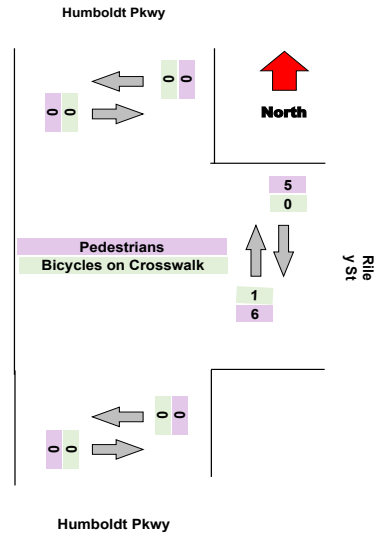 Humboldt Pkwy
0 0
0 0
North
5
0
Pedestrians
Bicycles on Crosswalk
Rile
y St
1
6
0 0
0 0
Humboldt Pkwy